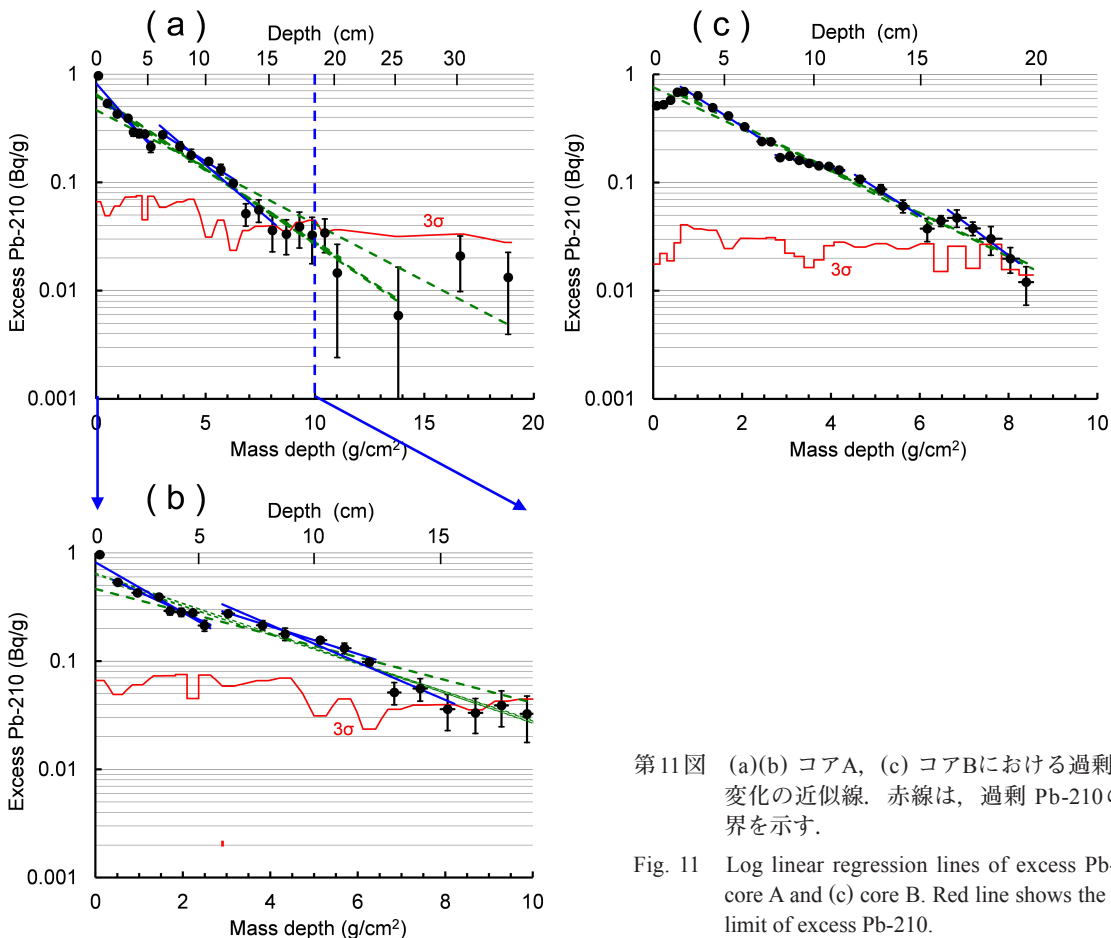 ( a )
Depth (cm)
0 5 10 15 20 25 30
1
0.1
0.01
0.001
Excess Pb-210 (Bq/g)
3σ
0 5 10 15 20
Mass depth (g/cm²)
( c )
Depth (cm)
0 5 10 15 20
1
0.1
0.01
0.001
Excess Pb-210 (Bq/g)
3σ
0 2 4 6 8 10
Mass depth (g/cm²)
( b )
Depth (cm)
0 5 10 15
1
0.1
0.01
0.001
Excess Pb-210 (Bq/g)
3σ
0 2 4 6 8 10
Mass depth (g/cm²)
第11図 (a)(b) コアA, (c) コアBにおける過剰
変化の近似線. 赤線は, 過剰 Pb-210
界を示す.
Fig. 11 Log linear regression lines of excess Pb-
core A and (c) core B. Red line shows the
limit of excess Pb-210.